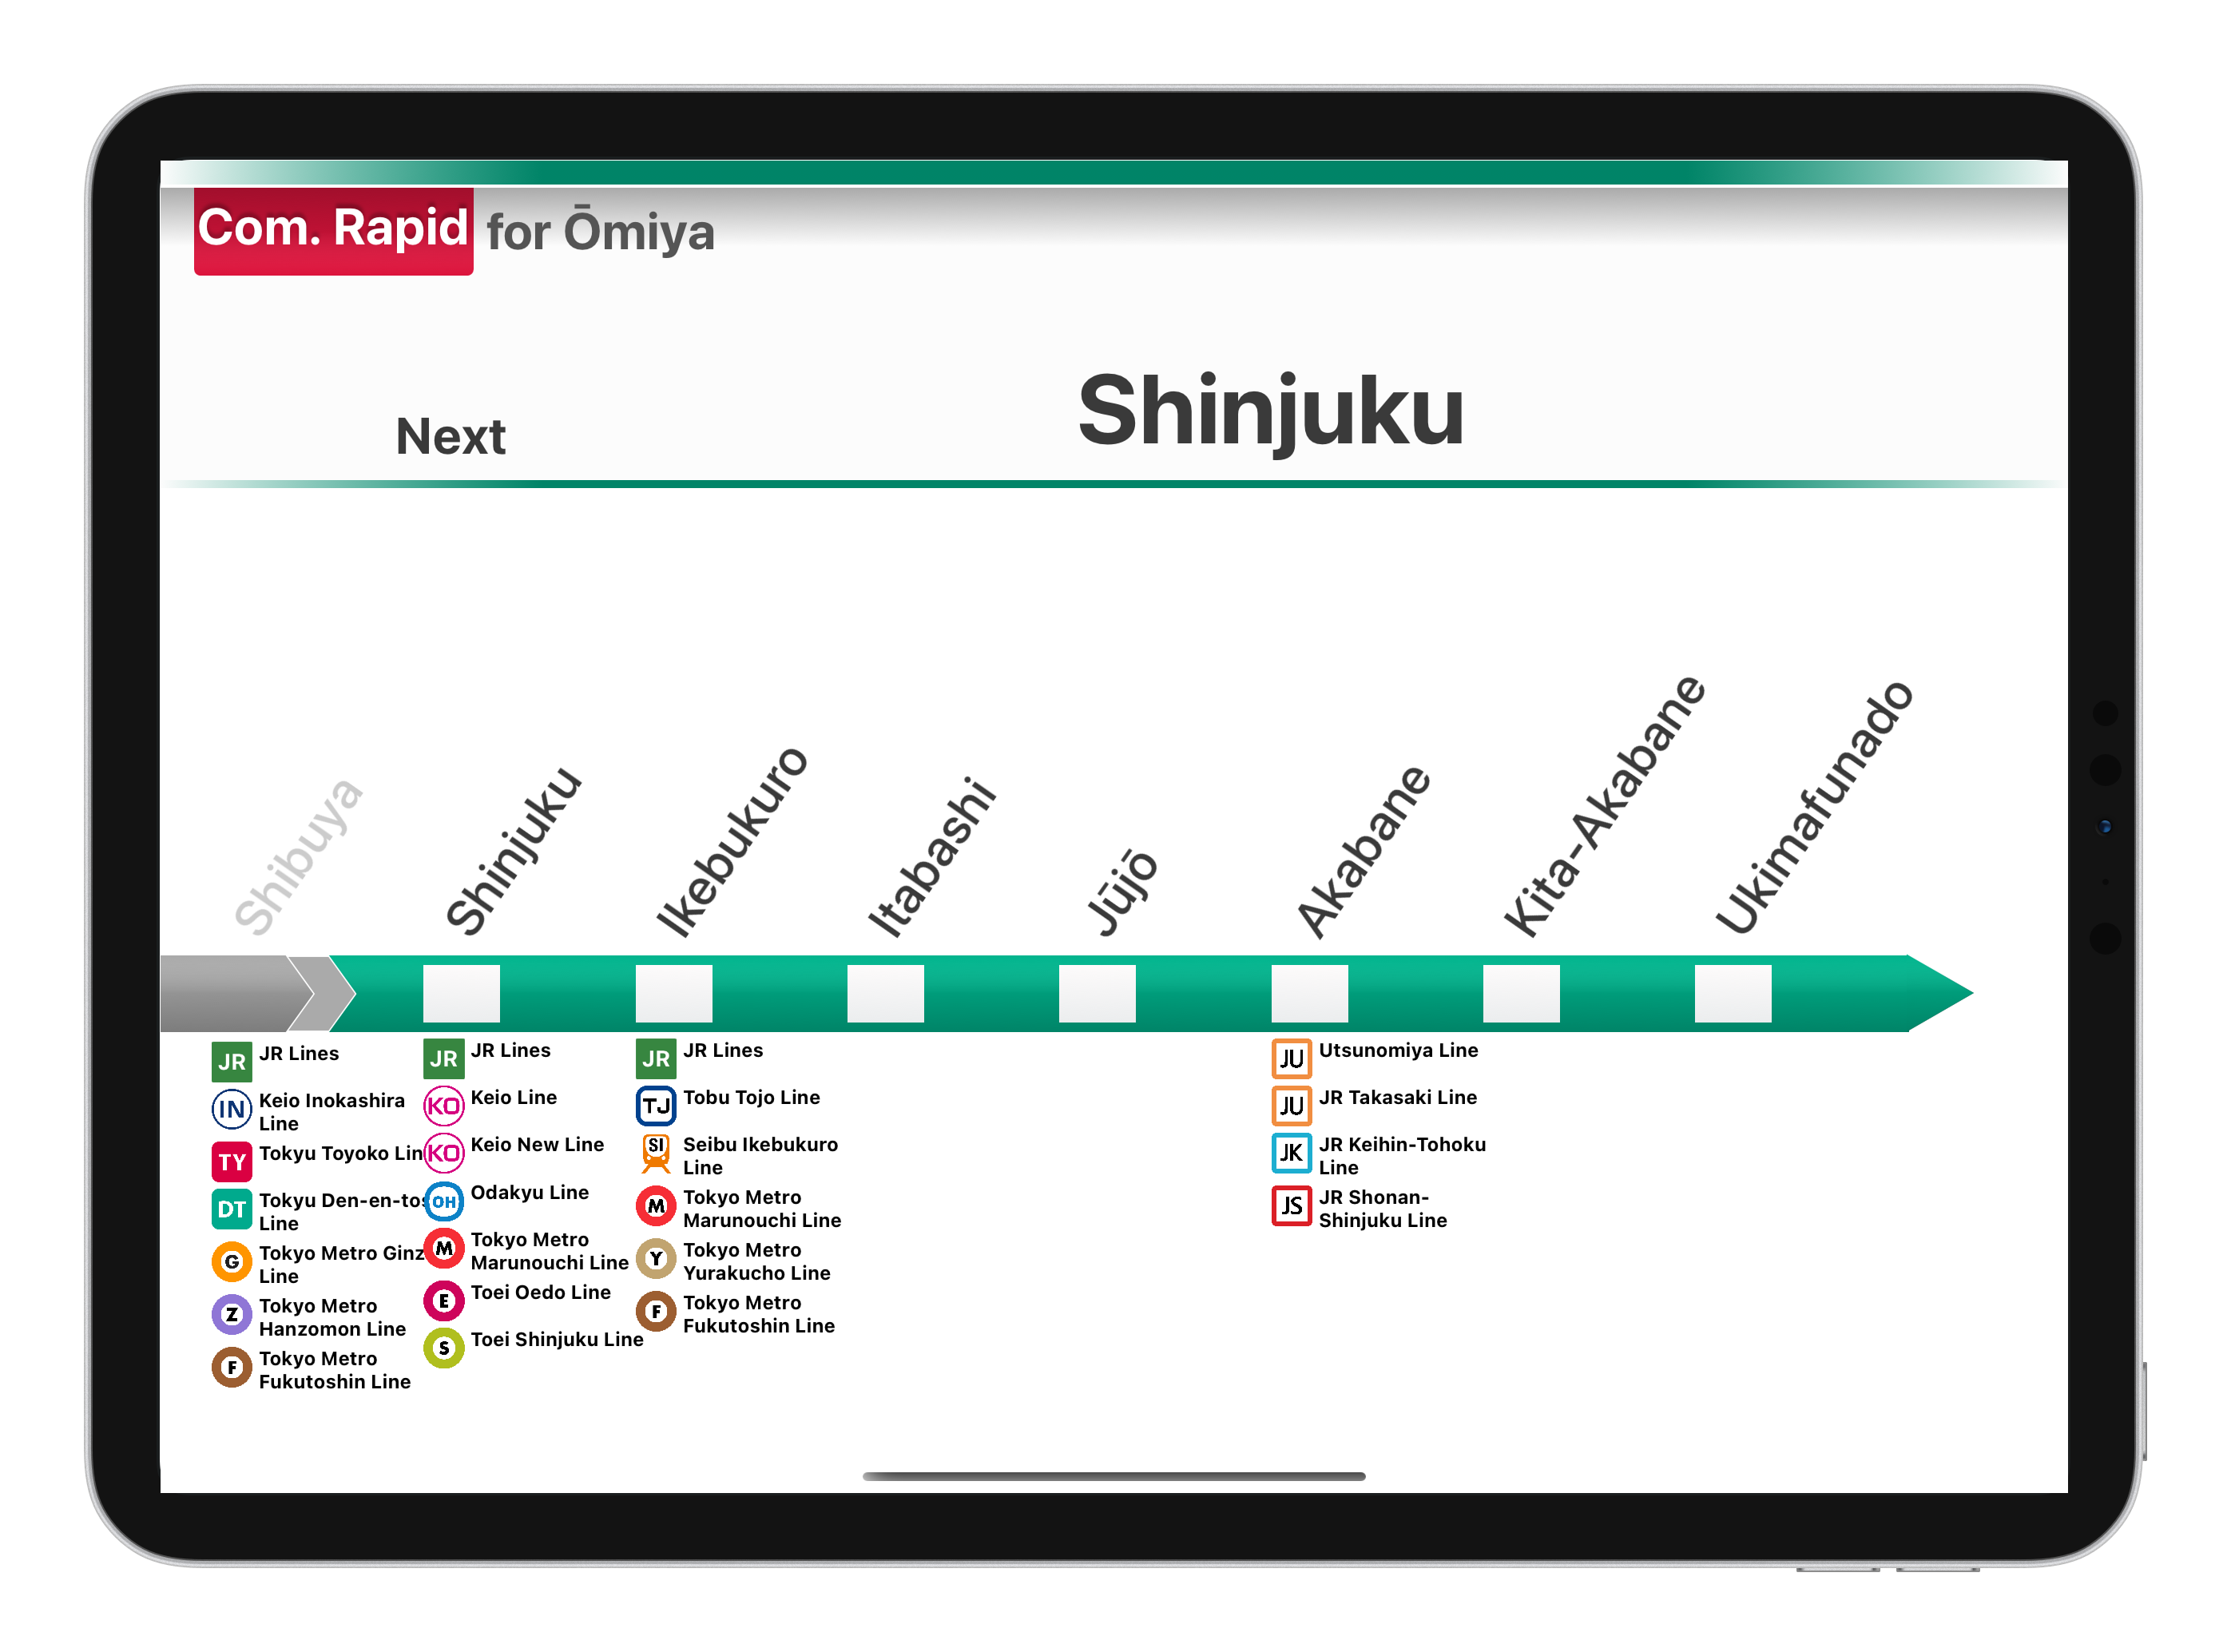 Com. Rapid for Ōmiya
Next
Shinjuku
Shibuya
Shinjuku
Ikebukuro
Itabashi
Jūjō
Akabane
Kita-Akabane
Ukimafunado
JR JR Lines
IN Keio Inokashira
Line
TY Tokyu Toyoko Lin
DT Tokyu Den-en-tos
Line
G Tokyo Metro Ginz
Line
Z Tokyo Metro
Hanzomon Line
F Tokyo Metro
Fukutoshin Line
JR JR Lines
KO Keio Line
KO Keio New Line
OH Odakyu Line
M Tokyo Metro
Marunouchi Line
E Toei Oedo Line
S Toei Shinjuku Line
JR JR Lines
TJ Tobu Tojo Line
SI Seibu Ikebukuro
Line
M Tokyo Metro
Marunouchi Line
Y Tokyo Metro
Yurakucho Line
F Tokyo Metro
Fukutoshin Line
JU Utsunomiya Line
JU JR Takasaki Line
JK JR Keihin-Tohoku
Line
JS JR Shonan-
Shinjuku Line